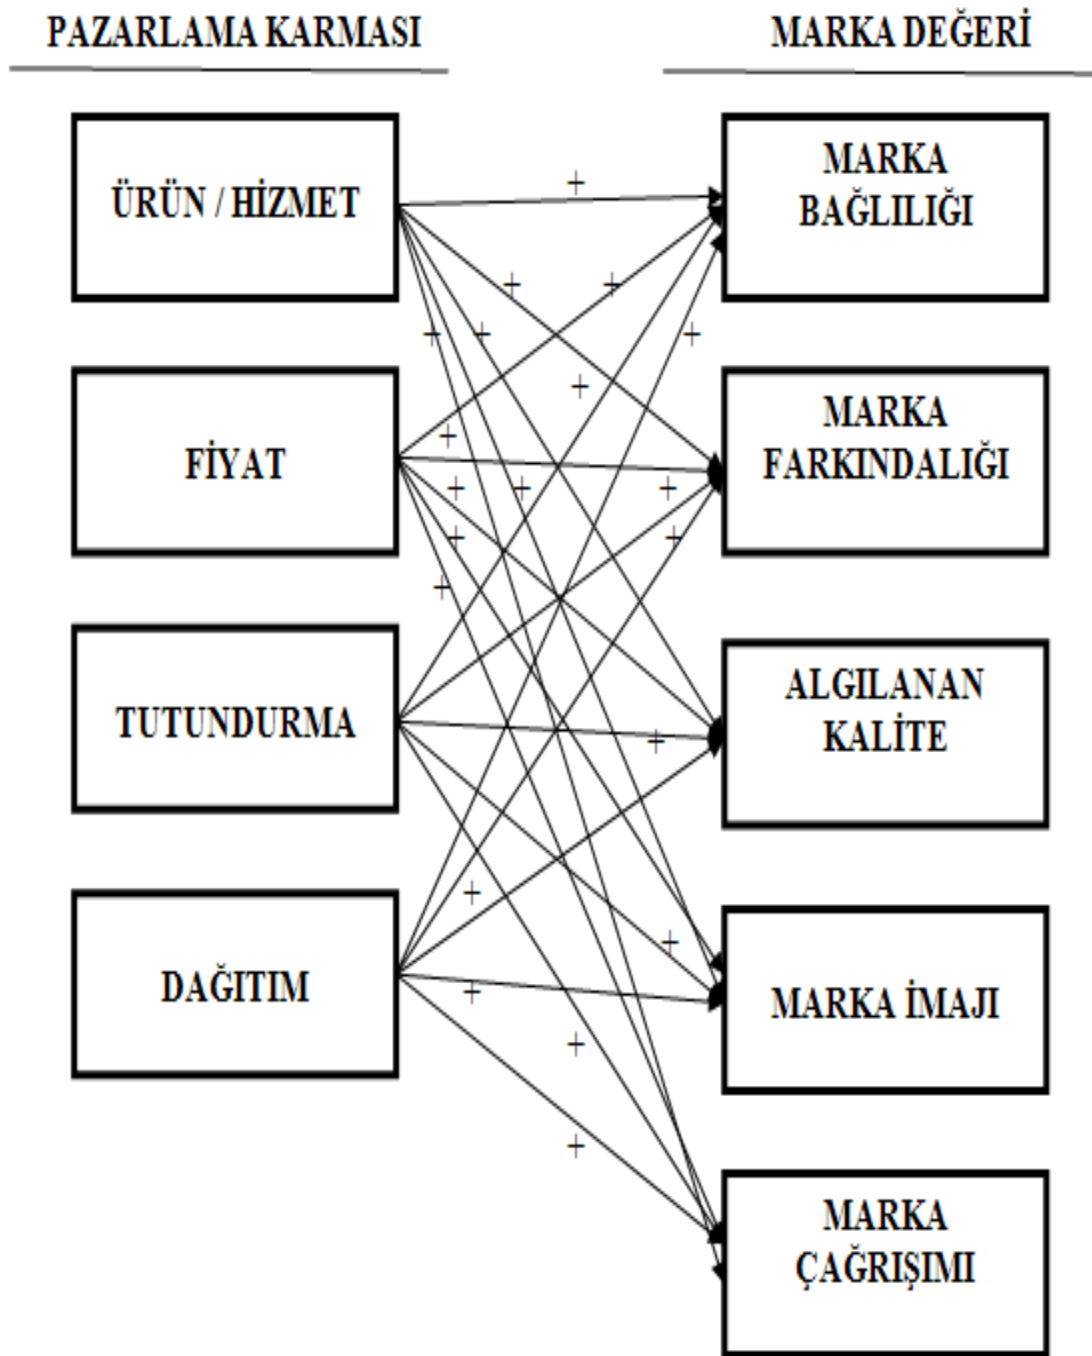 PAZARLAMA KARMASI
MARKA DEĞERİ
ÜRÜN / HİZMET
MARKA
BAĞLILIĞI
+
+ +
+ + +
+
FİYAT
MARKA
FARKINDALIĞI
+
+ + +
+ +
+
TUTUNDURMA
ALGILANAN
KALİTE
+
+
DAĞITIM
MARKA İMAJI
+
+
+
+
MARKA
ÇAĞRIŞIMI